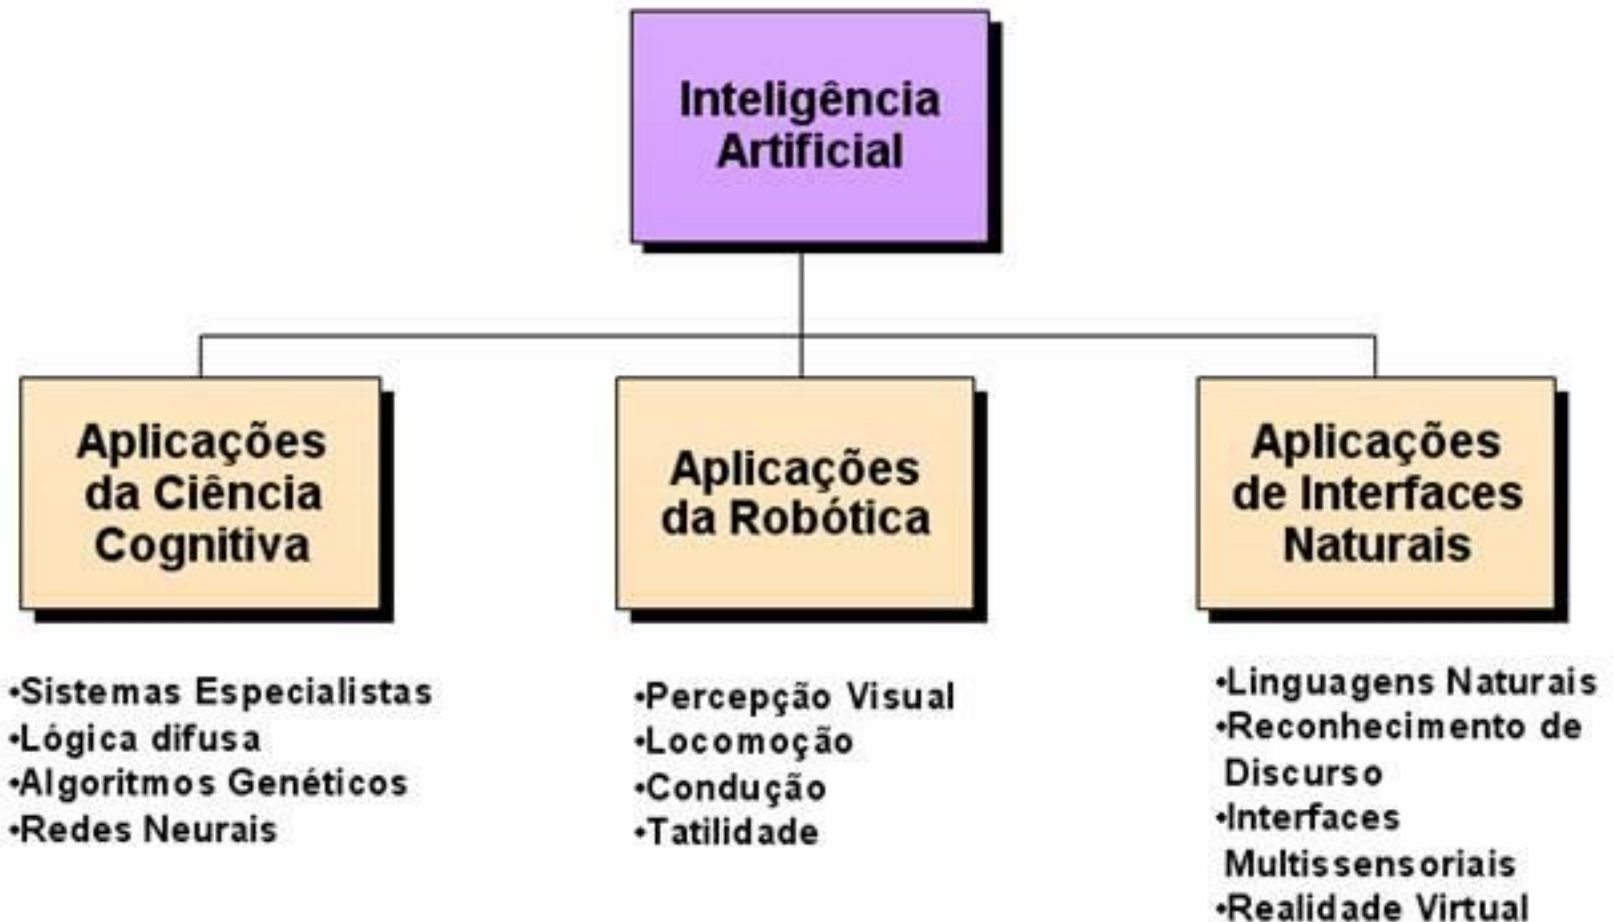 Inteligência
Artificial
Aplicações
da Ciência
Cognitiva
•Sistemas Especialistas
•Lógica difusa
•Algoritmos Genéticos
•Redes Neurais
Aplicações
da Robótica
•Percepção Visual
•Locomoção
•Condução
•Tatilidade
Aplicações
de Interfaces
Naturais
•Linguagens Naturais
•Reconhecimento de
Discurso
•Interfaces
Multissensoriais
•Realidade Virtual